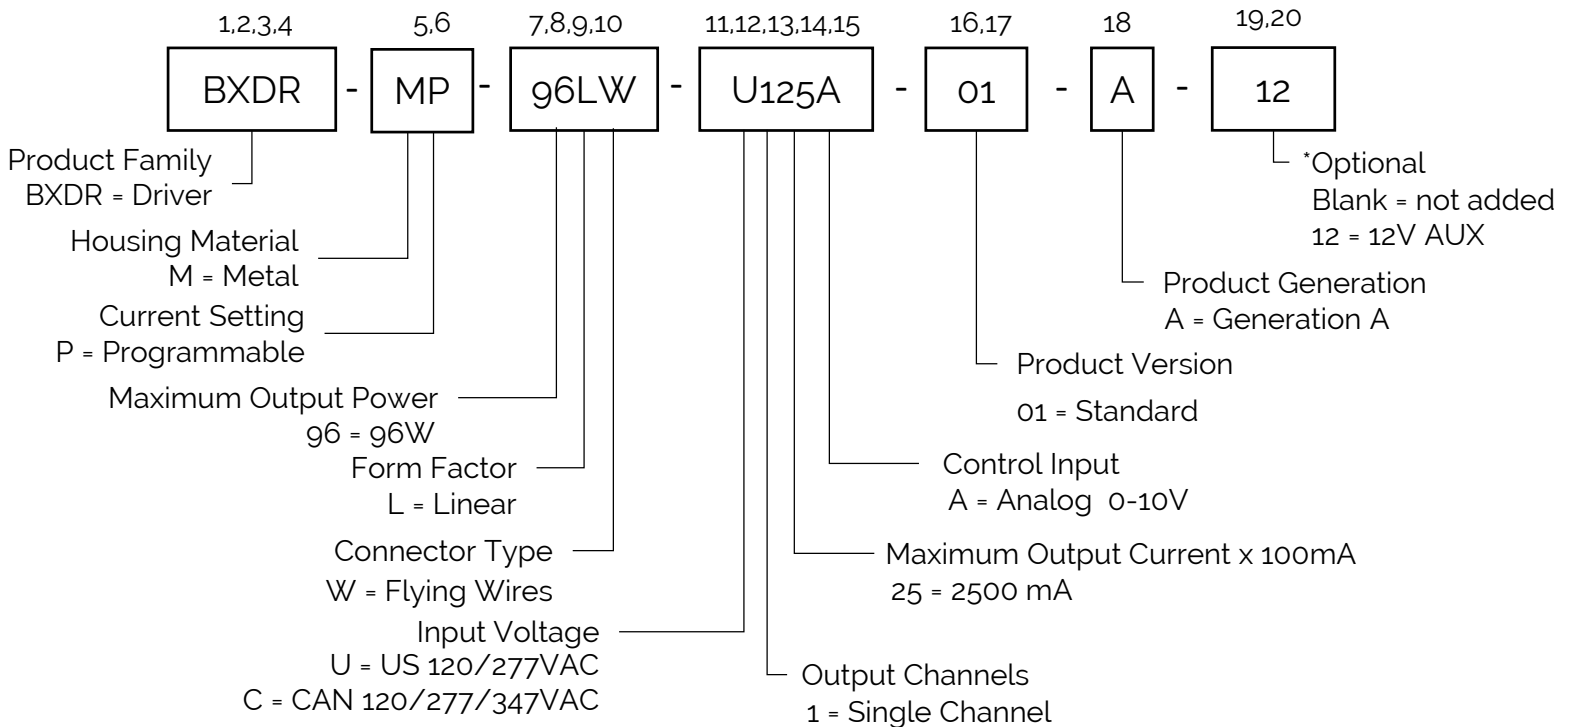 1,2,3,4 5,6 7,8,9,10 11,12,13,14,15 16,17 18 19,20
BXDR - MP - 96LW - U125A - 01 - A - 12
Product Family
BXDR = Driver
Housing Material
M = Metal
Current Setting
P = Programmable
Maximum Output Power
96 = 96W
Form Factor
L = Linear
Connector Type
W = Flying Wires
Input Voltage
U = US 120/277VAC
C = CAN 120/277/347VAC
Output Channels
1 = Single Channel
Maximum Output Current x 100mA
25 = 2500 mA
Control Input
A = Analog 0-10V
Product Version
01 = Standard
Product Generation
A = Generation A
*Optional
Blank = not added
12 = 12V AUX